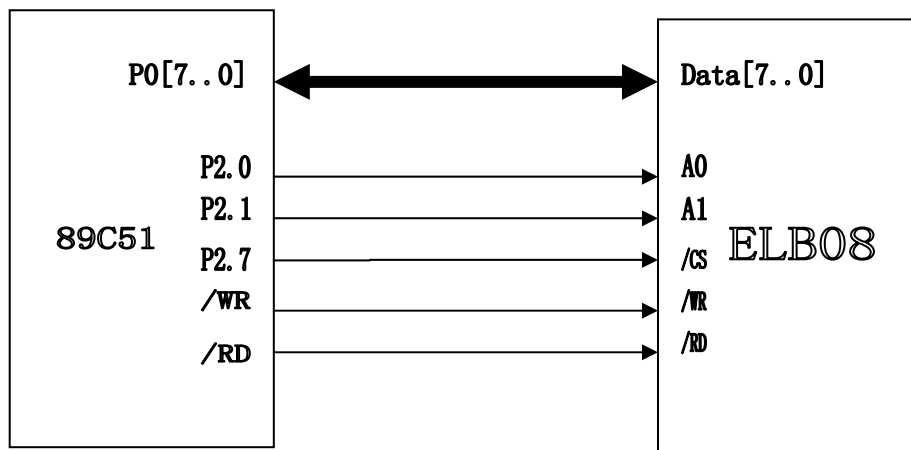 P0[7..0] Data[7..0]
P2.0 A0
P2.1 A1
89C51 ELB08
P2.7 /CS
/WR /WR
/RD /RD